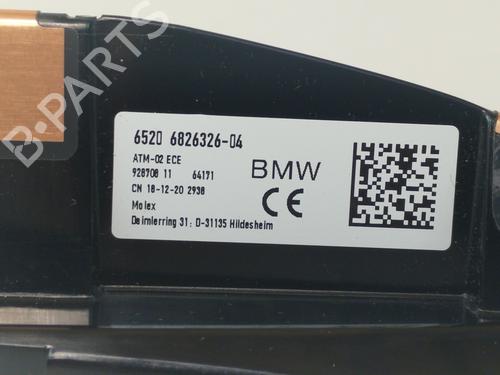 B-PARTS
6520 6826326-04
ATM-02 ECE
928708 11 64171
CN 18-12-20 2938
Molex
Daimlerring 31; D-31135 Hildesheim
BMW
CE